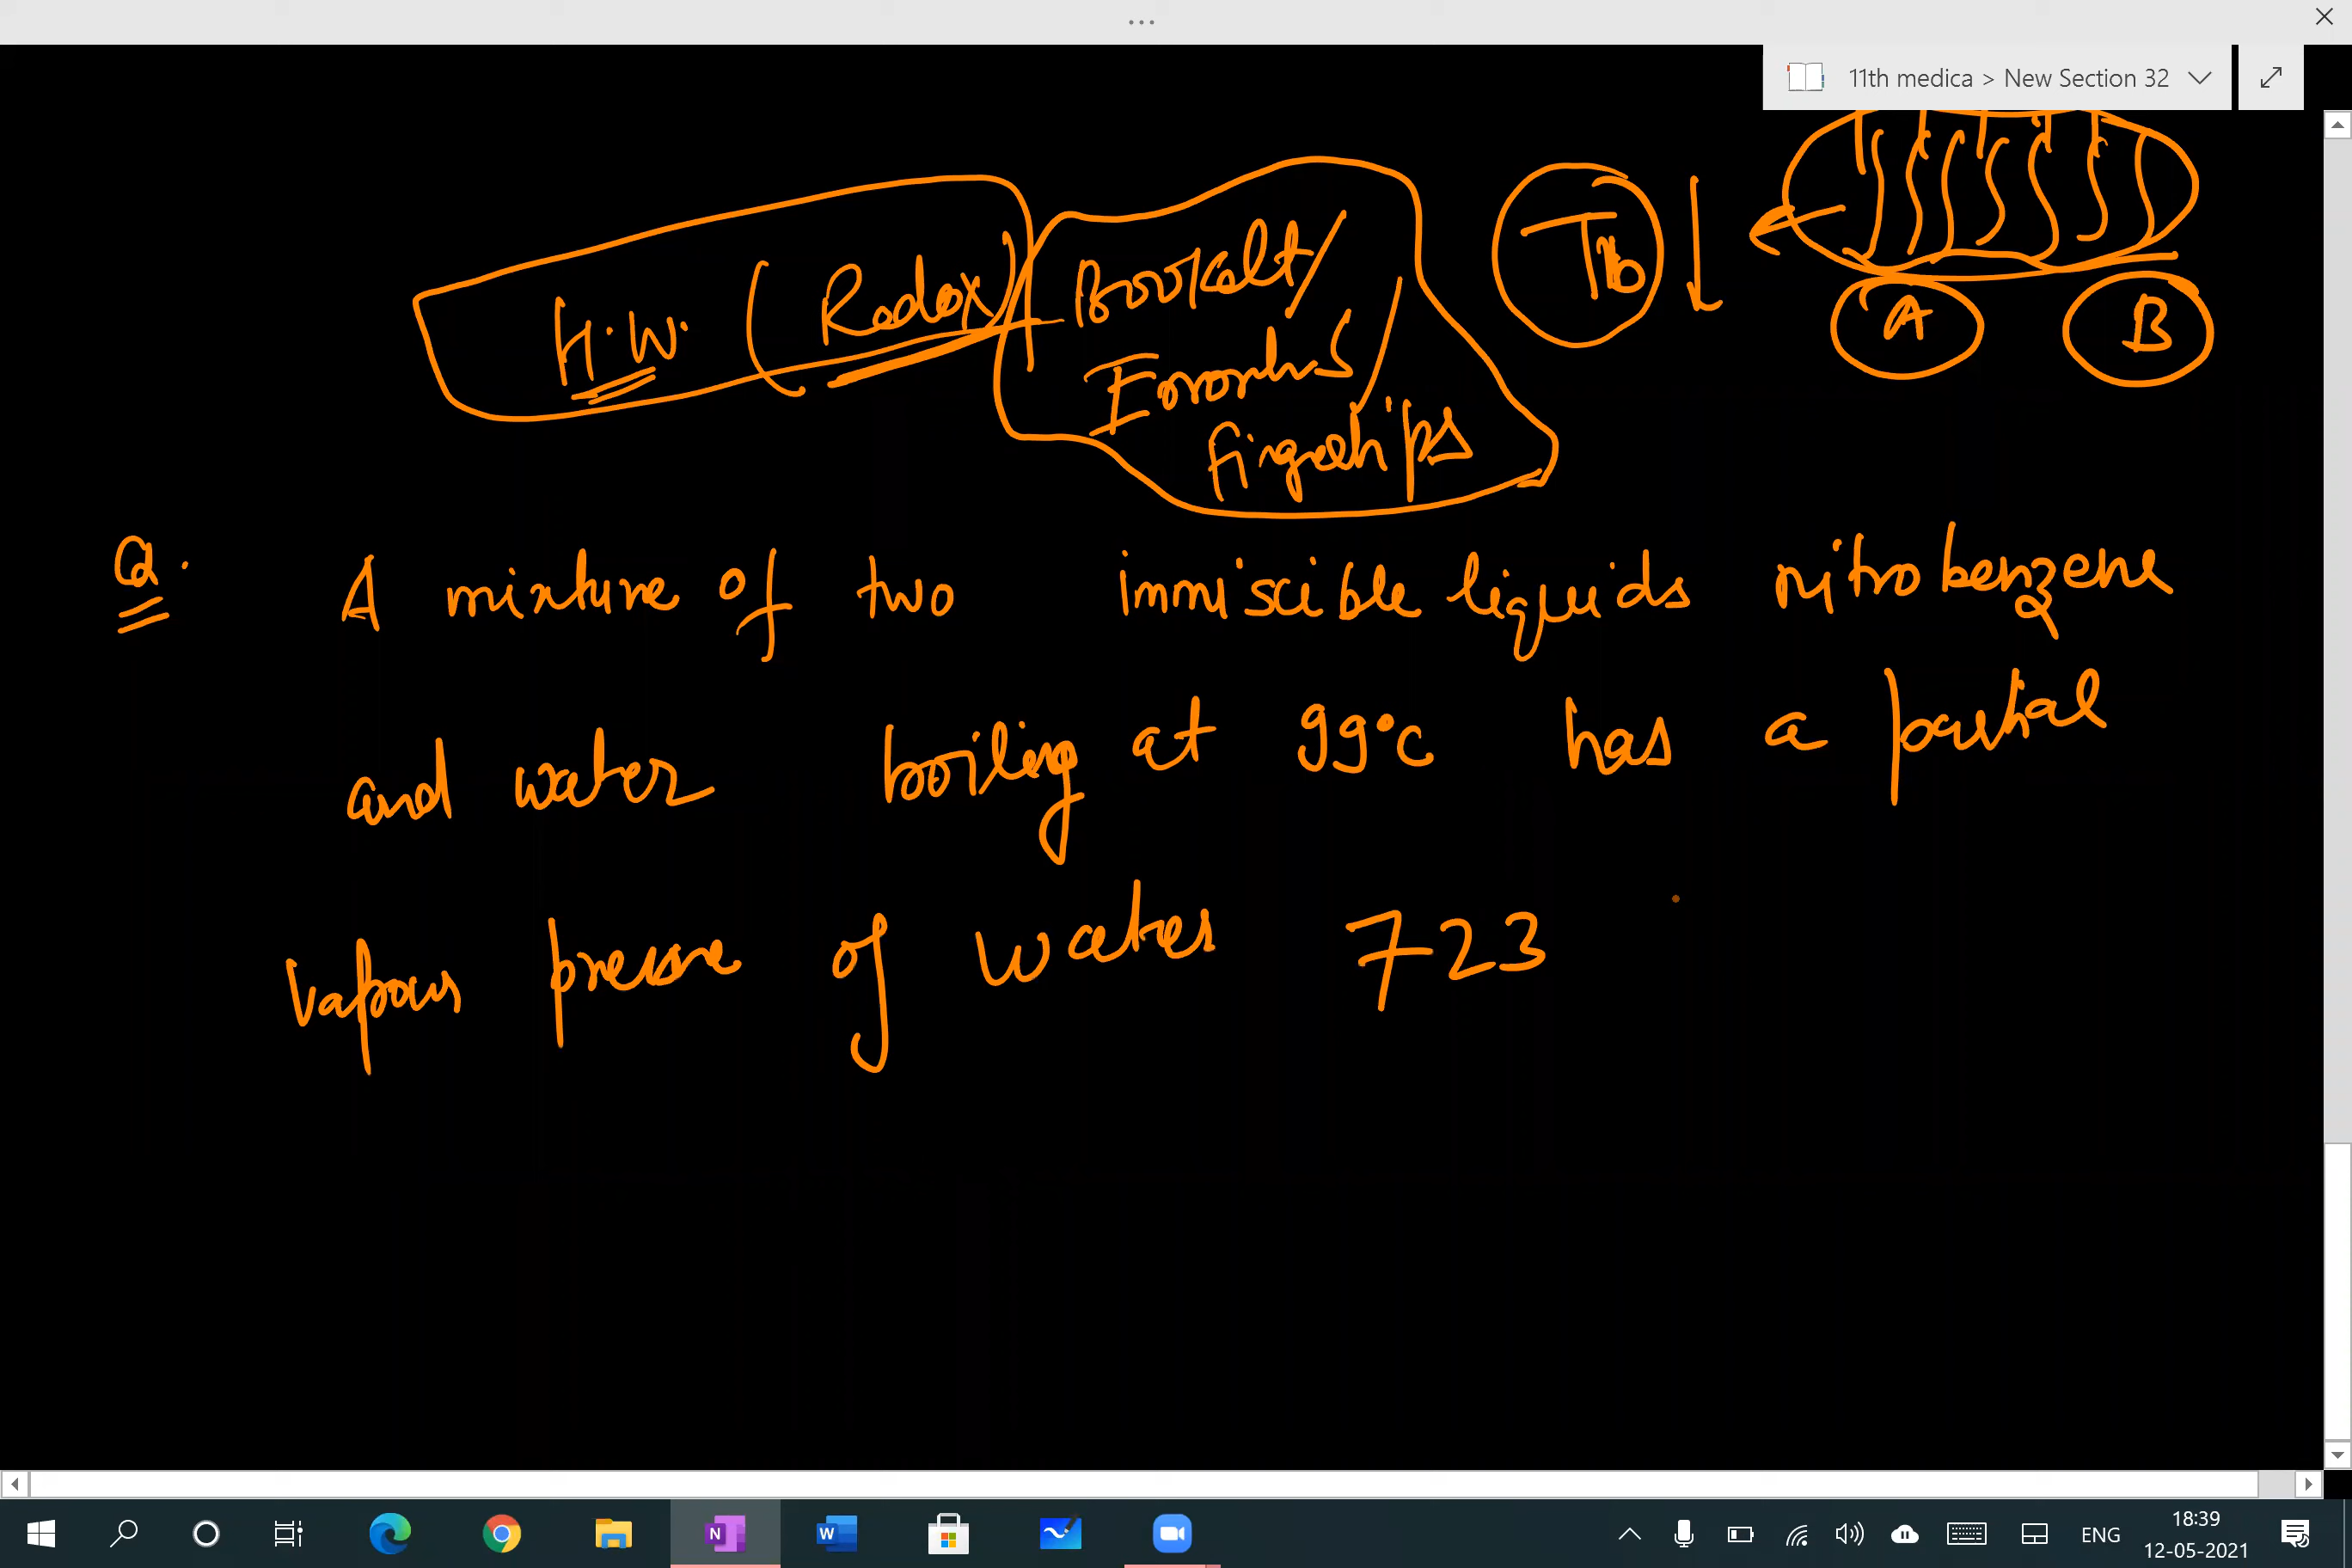 11th medica > New Section 32
H.W. (Redox)
Tb ↓
A B
Q. A mixture of two immiscible liquids nitrobenzene
and water boiling at 99°C has a partial
vapour pressure of water 723
ENG
18:39
12-05-2021